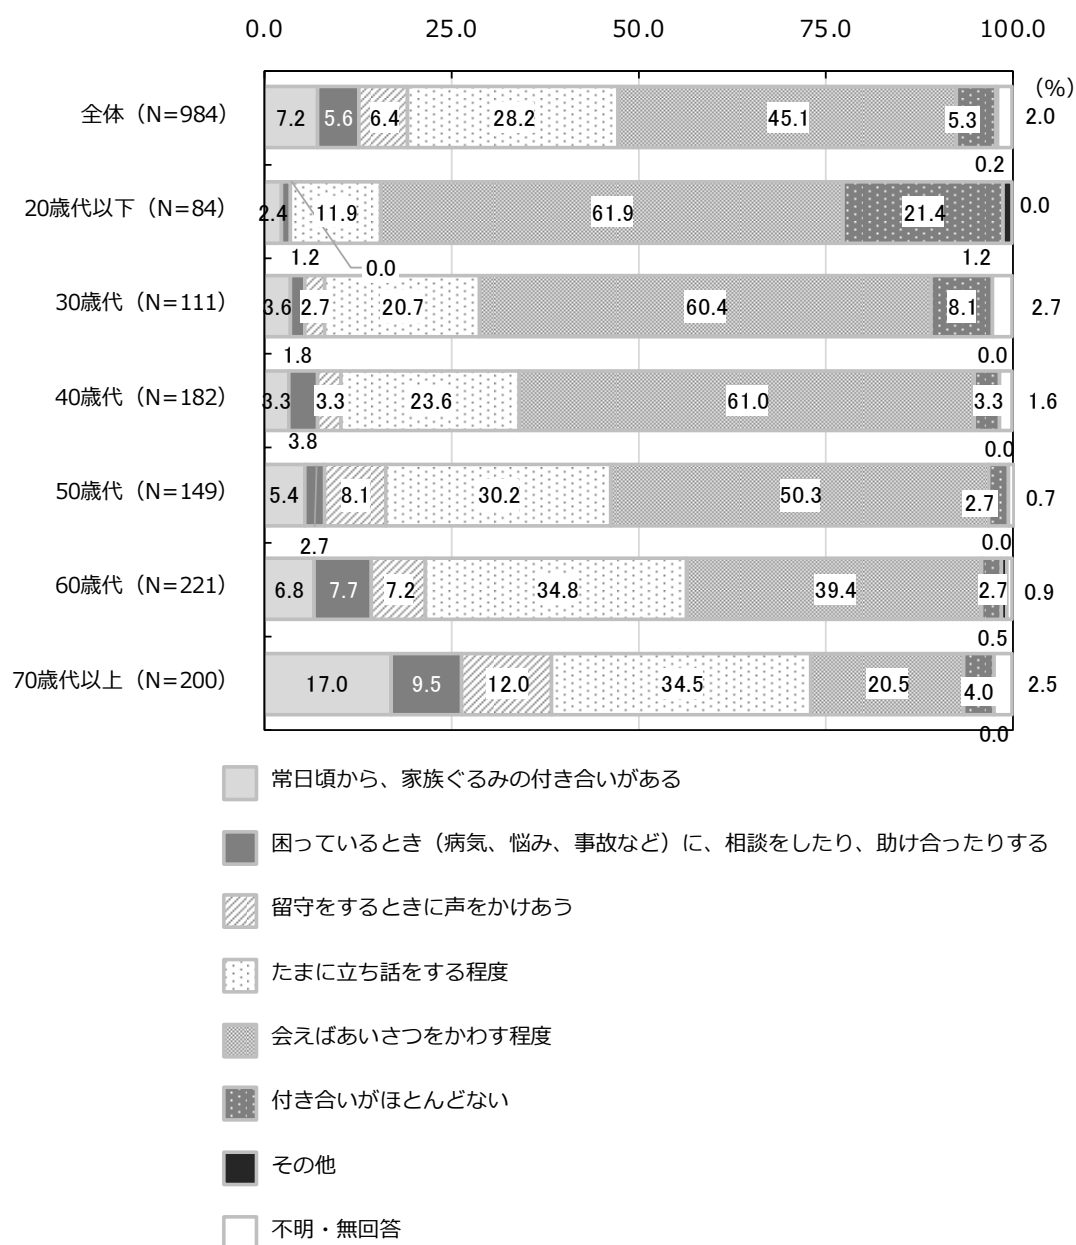 0.0 25.0 50.0 75.0 100.0
(%)
全体（N=984） 7.2 5.6 6.4 28.2 45.1 5.3 2.0
0.2
20歳代以下（N=84） 2.4 11.9 61.9 21.4 0.0
1.2 0.0 1.2
30歳代（N=111） 3.6 2.7 20.7 60.4 8.1 2.7
1.8 0.0
40歳代（N=182） 3.3 3.3 23.6 61.0 3.3 1.6
3.8 0.0
50歳代（N=149） 5.4 8.1 30.2 50.3 2.7 0.7
2.7 0.0
60歳代（N=221） 6.8 7.7 7.2 34.8 39.4 2.7 0.9
0.5
70歳代以上（N=200） 17.0 9.5 12.0 34.5 20.5 4.0 2.5
0.0
常日頃から、家族ぐるみの付き合いがある
困っているとき（病気、悩み、事故など）に、相談をしたり、助け合ったりする
留守をするときに声をかけあう
たまに立ち話をする程度
会えばあいさつをかわす程度
付き合いがほとんどない
その他
不明・無回答